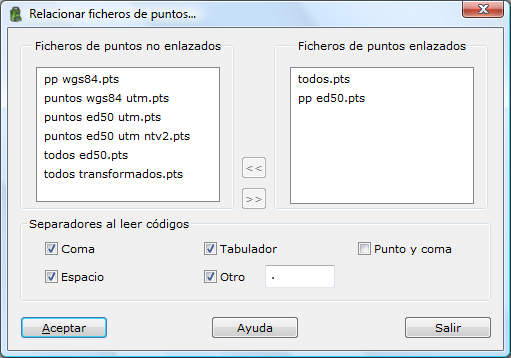 Relacionar ficheros de puntos...
Ficheros de puntos no enlazados
pp wgs84.pts
puntos wgs84 utm.pts
puntos ed50 utm.pts
puntos ed50 utm ntv2.pts
todos ed50.pts
todos transformados.pts
<<
>>
Ficheros de puntos enlazados
todos.pts
pp ed50.pts
Separadores al leer códigos
Coma
Tabulador
Punto y coma
Espacio
Otro
.
Aceptar
Ayuda
Salir